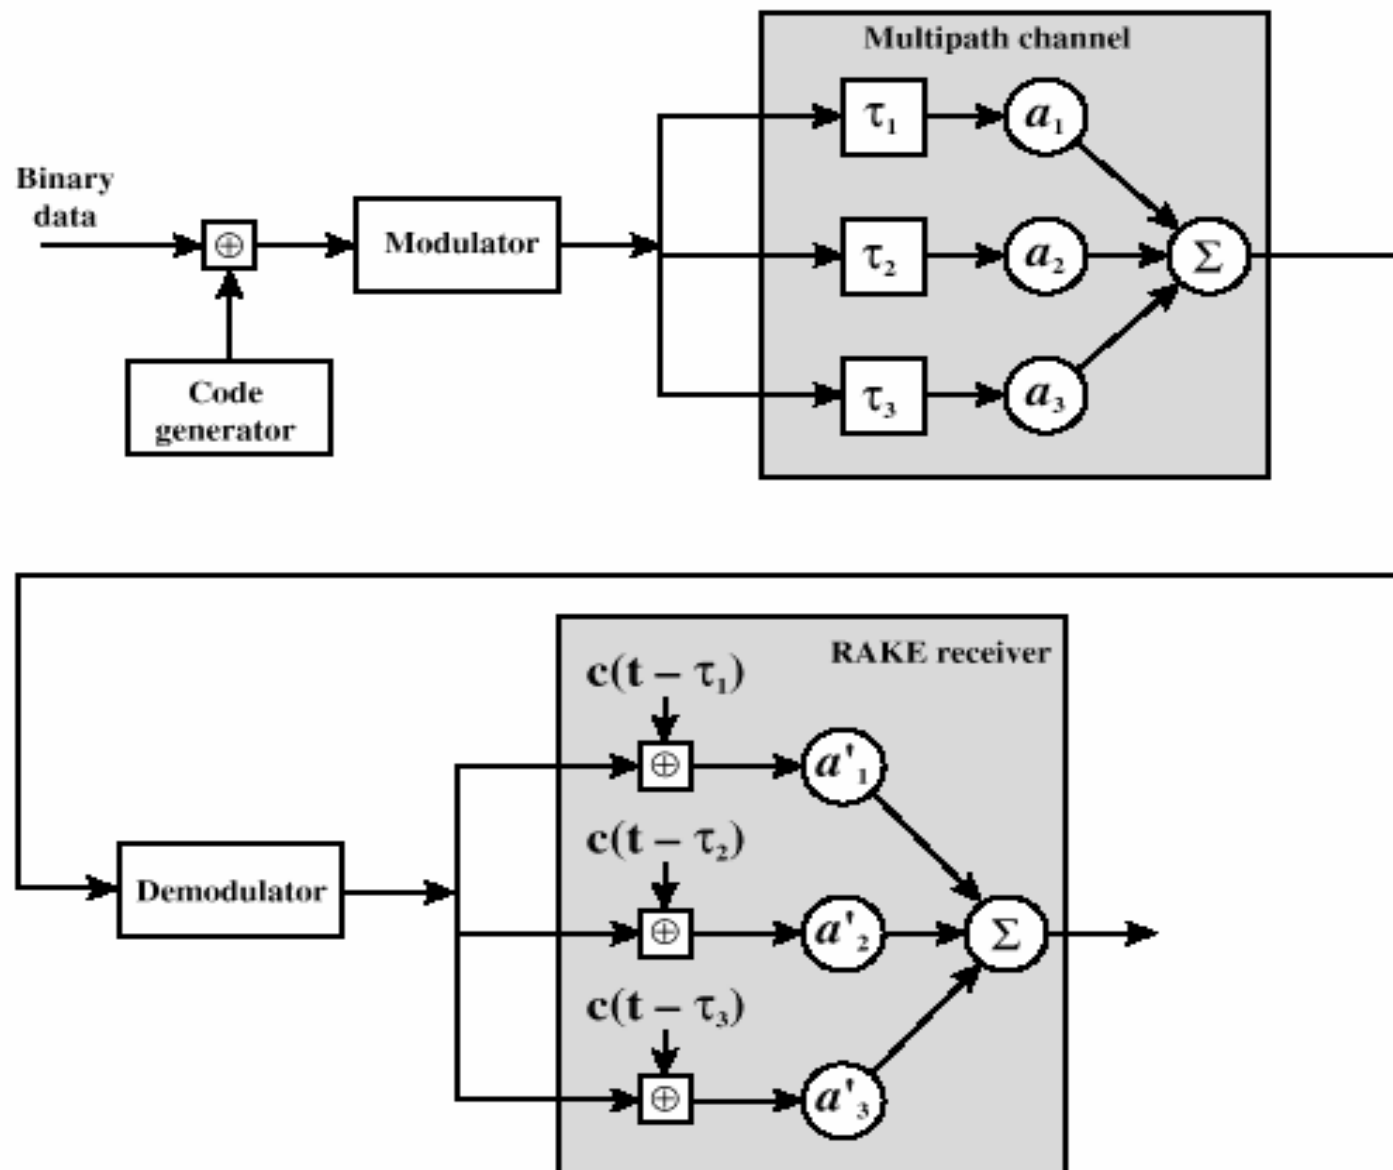 Multipath channel
τ₁
a₁
Binary
data
⊕
Modulator
τ₂
a₂
Σ
Code
generator
τ₃
a₃
RAKE receiver
c(t – τ₁)
⊕
a'₁
c(t – τ₂)
Demodulator
⊕
a'₂
Σ
c(t – τ₃)
⊕
a'₃